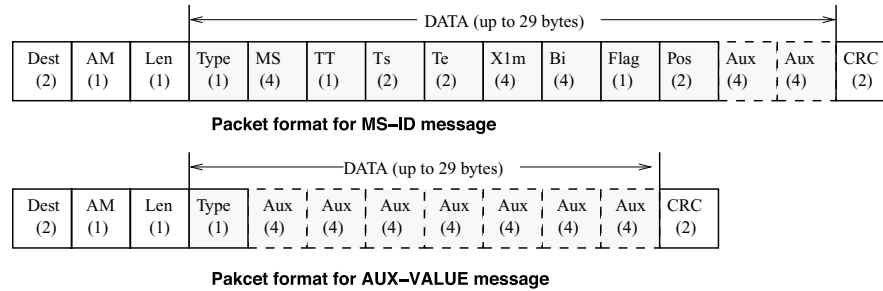 DATA (up to 29 bytes)
Dest AM Len Type MS TT Ts Te X1m Bi Flag Pos Aux Aux CRC
(2) (1) (1) (1) (4) (1) (2) (2) (4) (4) (1) (2) (4) (4) (2)
Packet format for MS–ID message
DATA (up to 29 bytes)
Dest AM Len Type Aux Aux Aux Aux Aux Aux Aux CRC
(2) (1) (1) (1) (4) (4) (4) (4) (4) (4) (4) (2)
Pakcet format for AUX–VALUE message